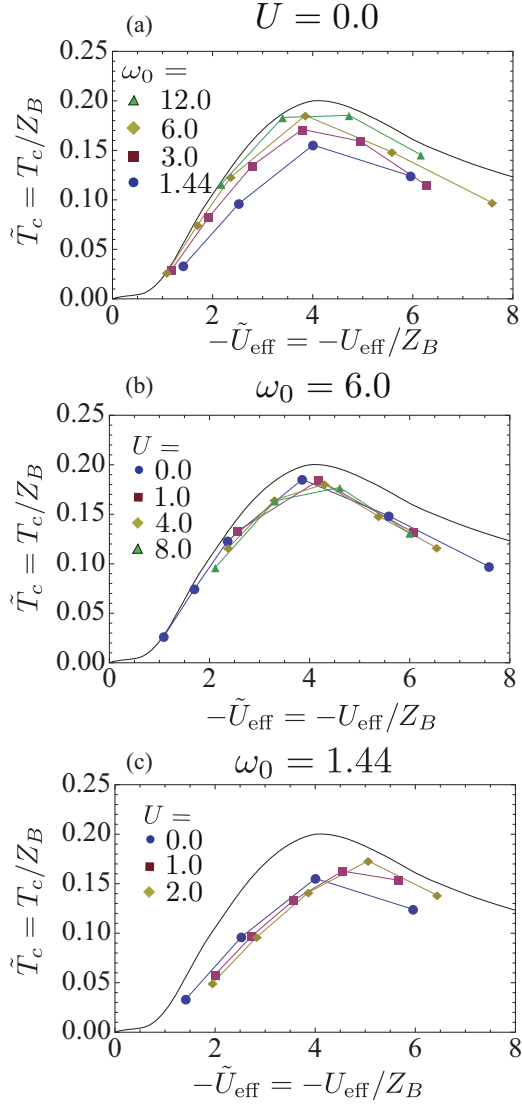 (a) U = 0.0
ω₀ =
12.0
6.0
3.0
1.44
0.25
0.20
0.15
0.10
0.05
0.00
0 2 4 6 8
T̃c = Tc/ZB
−Ũeff = −Ueff/ZB
(b) ω₀ = 6.0
U =
0.0
1.0
4.0
8.0
0.25
0.20
0.15
0.10
0.05
0.00
0 2 4 6 8
T̃c = Tc/ZB
−Ũeff = −Ueff/ZB
(c) ω₀ = 1.44
U =
0.0
1.0
2.0
0.25
0.20
0.15
0.10
0.05
0.00
0 2 4 6 8
T̃c = Tc/ZB
−Ũeff = −Ueff/ZB